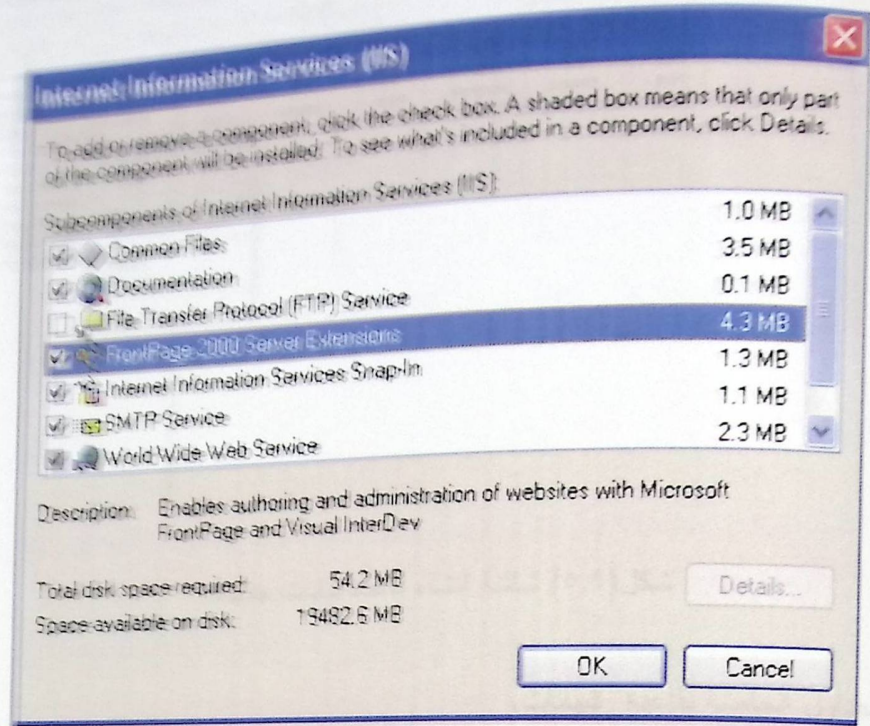 Internet Information Services (IIS)
To add or remove a component, click the check box. A shaded box means that only part
of the component will be installed. To see what's included in a component, click Details.
Subcomponents of Internet Information Services (IIS):
Common Files 1.0 MB
Documentation 3.5 MB
File Transfer Protocol (FTP) Service 0.1 MB
FrontPage 2000 Server Extensions 4.3 MB
Internet Information Services Snap-In 1.3 MB
SMTP Service 1.1 MB
World Wide Web Service 2.3 MB
Description: Enables authoring and administration of websites with Microsoft
FrontPage and Visual InterDev
Total disk space required: 54.2 MB
Space available on disk: 19482.6 MB
Details...
OK Cancel